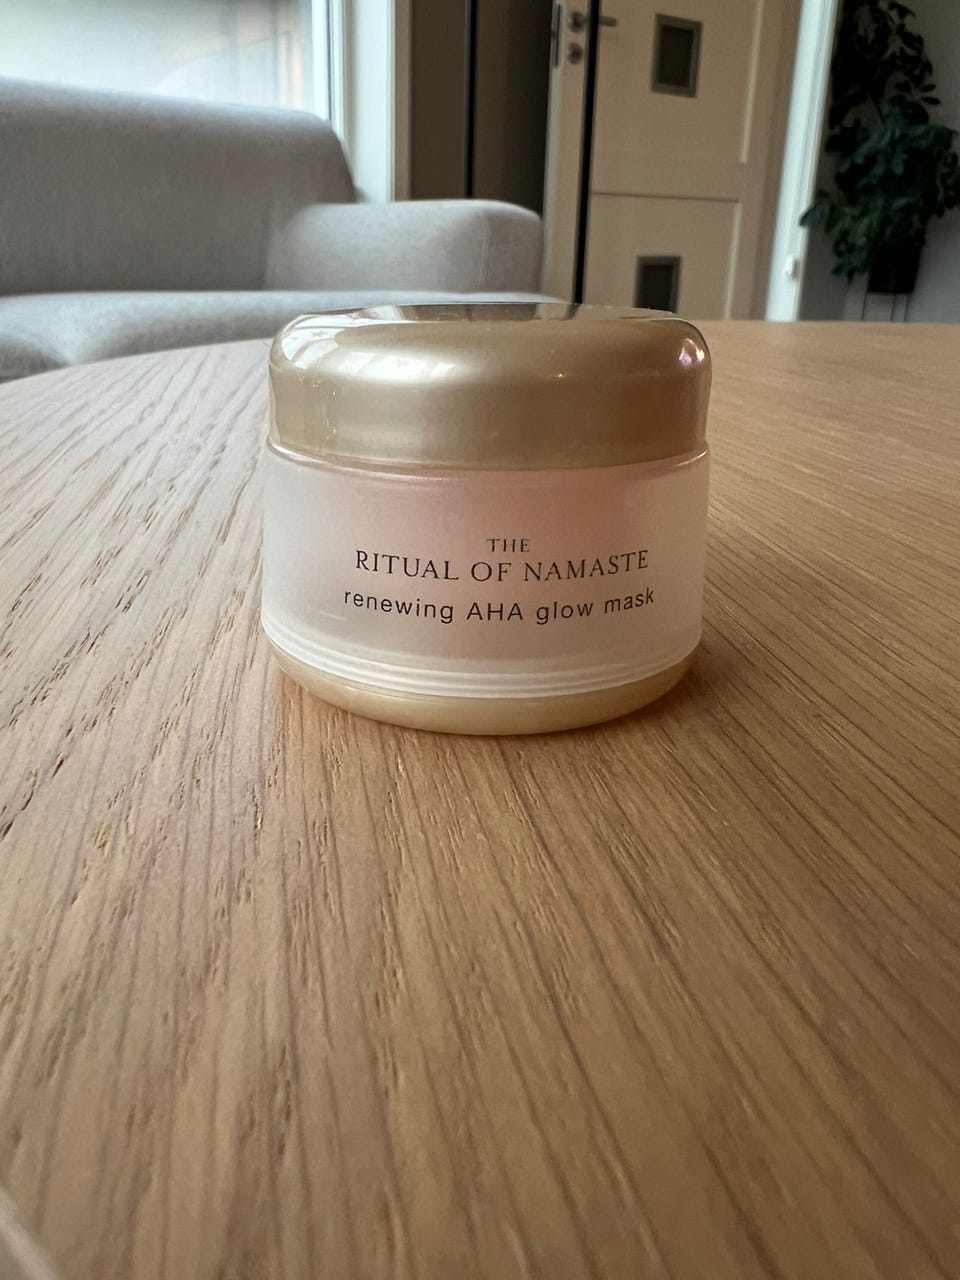 THE
RITUAL OF NAMASTE
renewing AHA glow mask